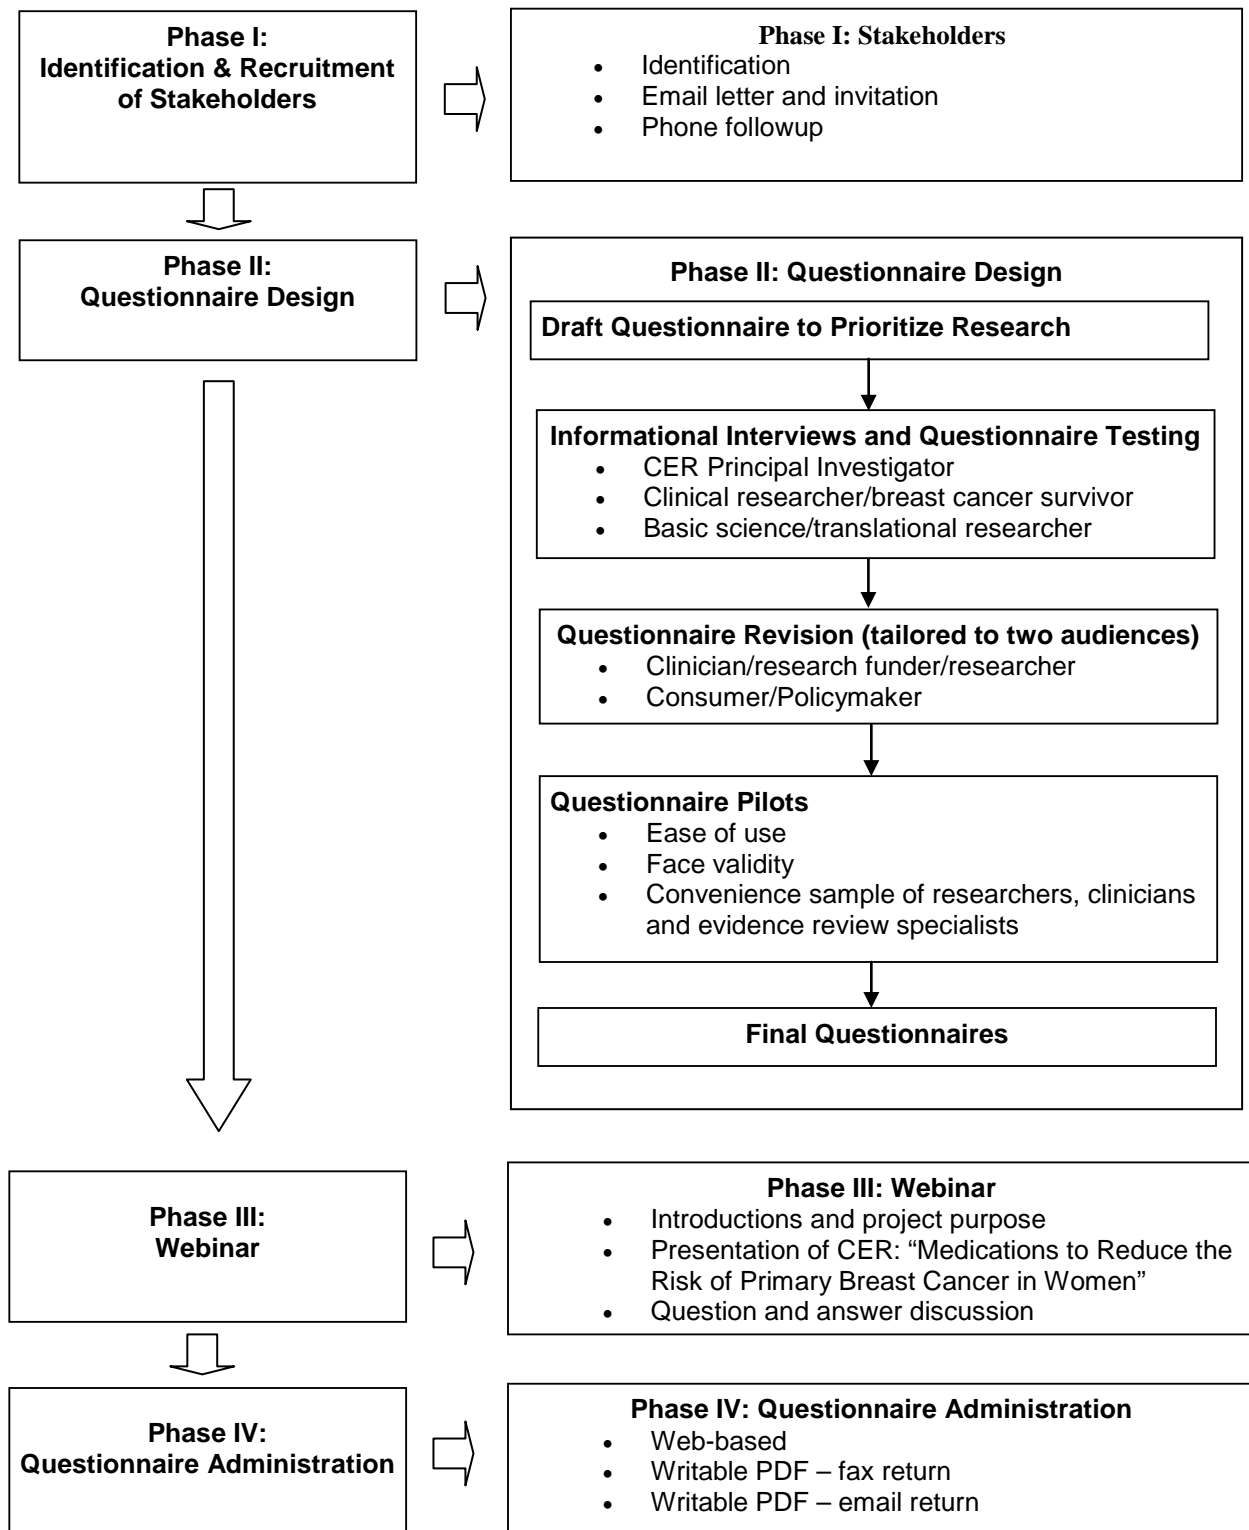 Phase I:
Identification & Recruitment
of Stakeholders
Phase I: Stakeholders
• Identification
• Email letter and invitation
• Phone followup
Phase II:
Questionnaire Design
Phase II: Questionnaire Design
Draft Questionnaire to Prioritize Research
Informational Interviews and Questionnaire Testing
• CER Principal Investigator
• Clinical researcher/breast cancer survivor
• Basic science/translational researcher
Questionnaire Revision (tailored to two audiences)
• Clinician/research funder/researcher
• Consumer/Policymaker
Questionnaire Pilots
• Ease of use
• Face validity
• Convenience sample of researchers, clinicians
and evidence review specialists
Final Questionnaires
Phase III:
Webinar
Phase III: Webinar
• Introductions and project purpose
• Presentation of CER: “Medications to Reduce the
Risk of Primary Breast Cancer in Women”
• Question and answer discussion
Phase IV:
Questionnaire Administration
Phase IV: Questionnaire Administration
• Web-based
• Writable PDF – fax return
• Writable PDF – email return